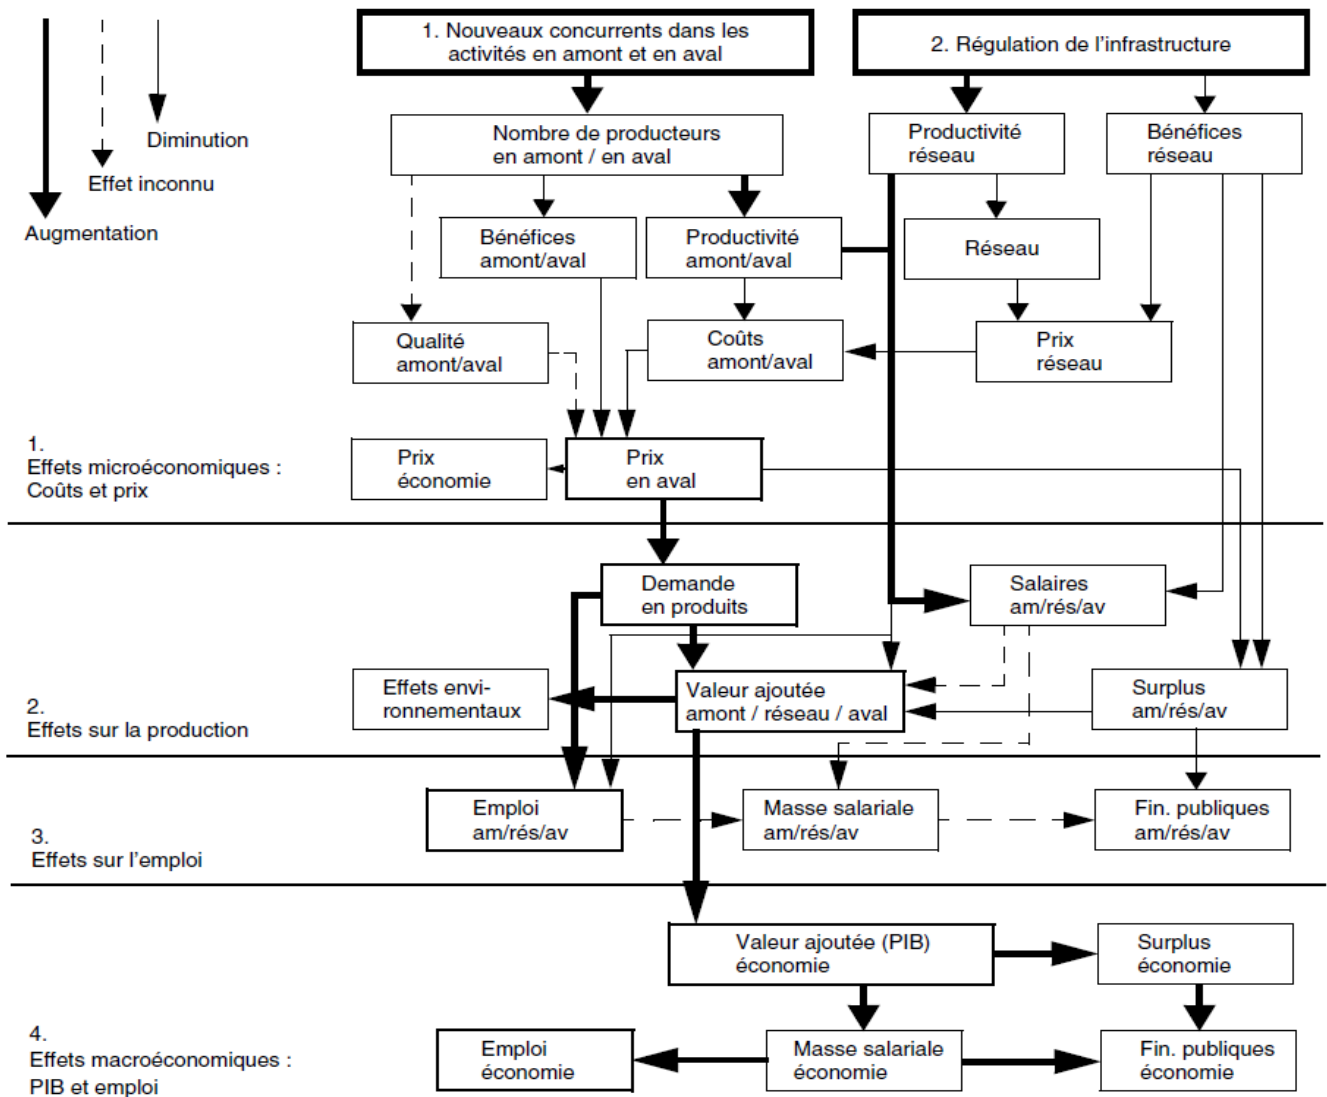 1. Nouveaux concurrents dans les
activités en amont et en aval
2. Régulation de l'infrastructure
Diminution
Effet inconnu
Augmentation
Nombre de producteurs
en amont / en aval
Productivité
réseau
Bénéfices
réseau
Bénéfices
amont/aval
Productivité
amont/aval
Réseau
Qualité
amont/aval
Coûts
amont/aval
Prix
réseau
1.
Effets microéconomiques :
Coûts et prix
Prix
économie
Prix
en aval
Demande
en produits
Salaires
am/rés/av
2.
Effets sur la production
Effets envi-
ronnementaux
Valeur ajoutée
amont / réseau / aval
Surplus
am/rés/av
3.
Effets sur l'emploi
Emploi
am/rés/av
Masse salariale
am/rés/av
Fin. publiques
am/rés/av
Valeur ajoutée (PIB)
économie
Surplus
économie
4.
Effets macroéconomiques :
PIB et emploi
Emploi
économie
Masse salariale
économie
Fin. publiques
économie